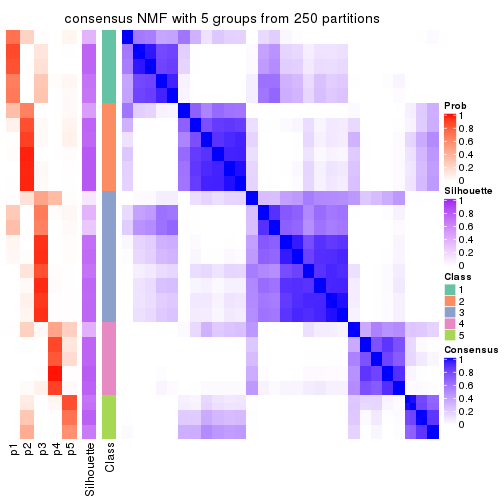 consensus NMF with 5 groups from 250 partitions
Prob
1
0.8
0.6
0.4
0.2
0
Silhouette
1
0.8
0.6
0.4
0.2
0
Class
1
2
3
4
5
Consensus
1
0.8
0.6
0.4
0.2
0
p1
p2
p3
p4
p5
Silhouette
Class